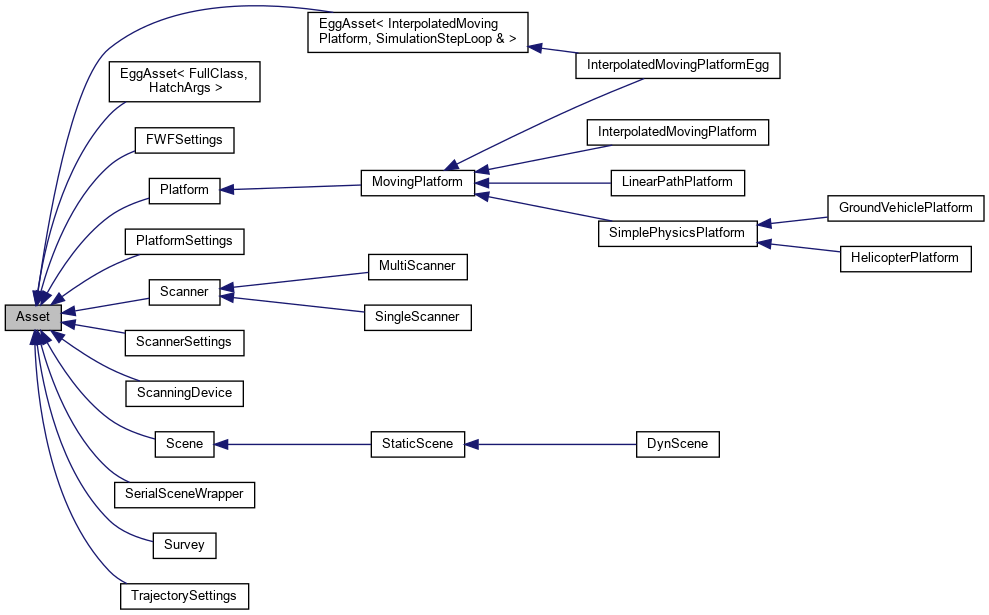 EggAsset< InterpolatedMoving
Platform, SimulationStepLoop & >
InterpolatedMovingPlatformEgg
EggAsset< FullClass,
HatchArgs >
FWFSettings
InterpolatedMovingPlatform
Platform
MovingPlatform
LinearPathPlatform
GroundVehiclePlatform
SimplePhysicsPlatform
PlatformSettings
HelicopterPlatform
MultiScanner
Scanner
Asset
SingleScanner
ScannerSettings
ScanningDevice
Scene
StaticScene
DynScene
SerialSceneWrapper
Survey
TrajectorySettings